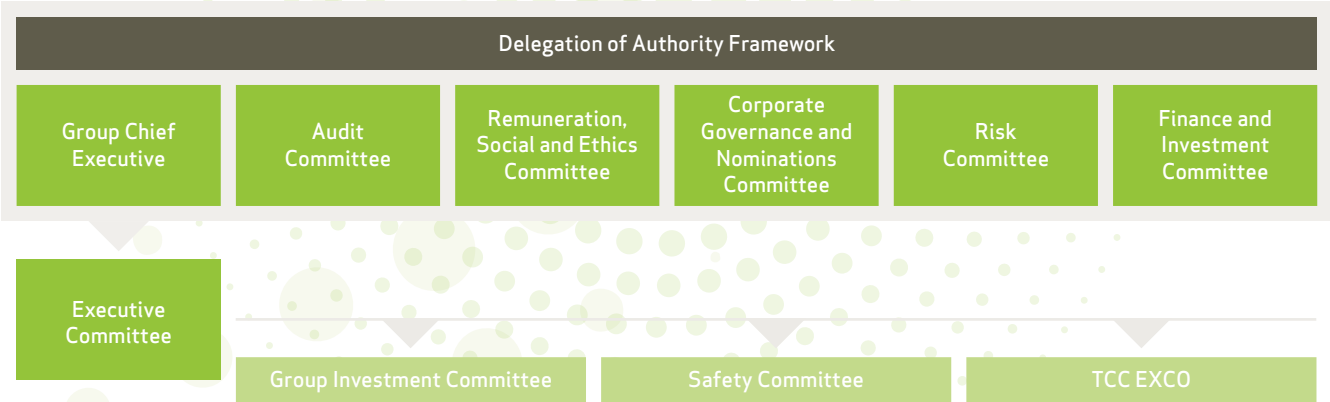 Delegation of Authority Framework
Group Chief
Executive
Audit
Committee
Remuneration,
Social and Ethics
Committee
Corporate
Governance and
Nominations
Committee
Risk
Committee
Finance and
Investment
Committee
Executive
Committee
Group Investment Committee
Safety Committee
TCC EXCO